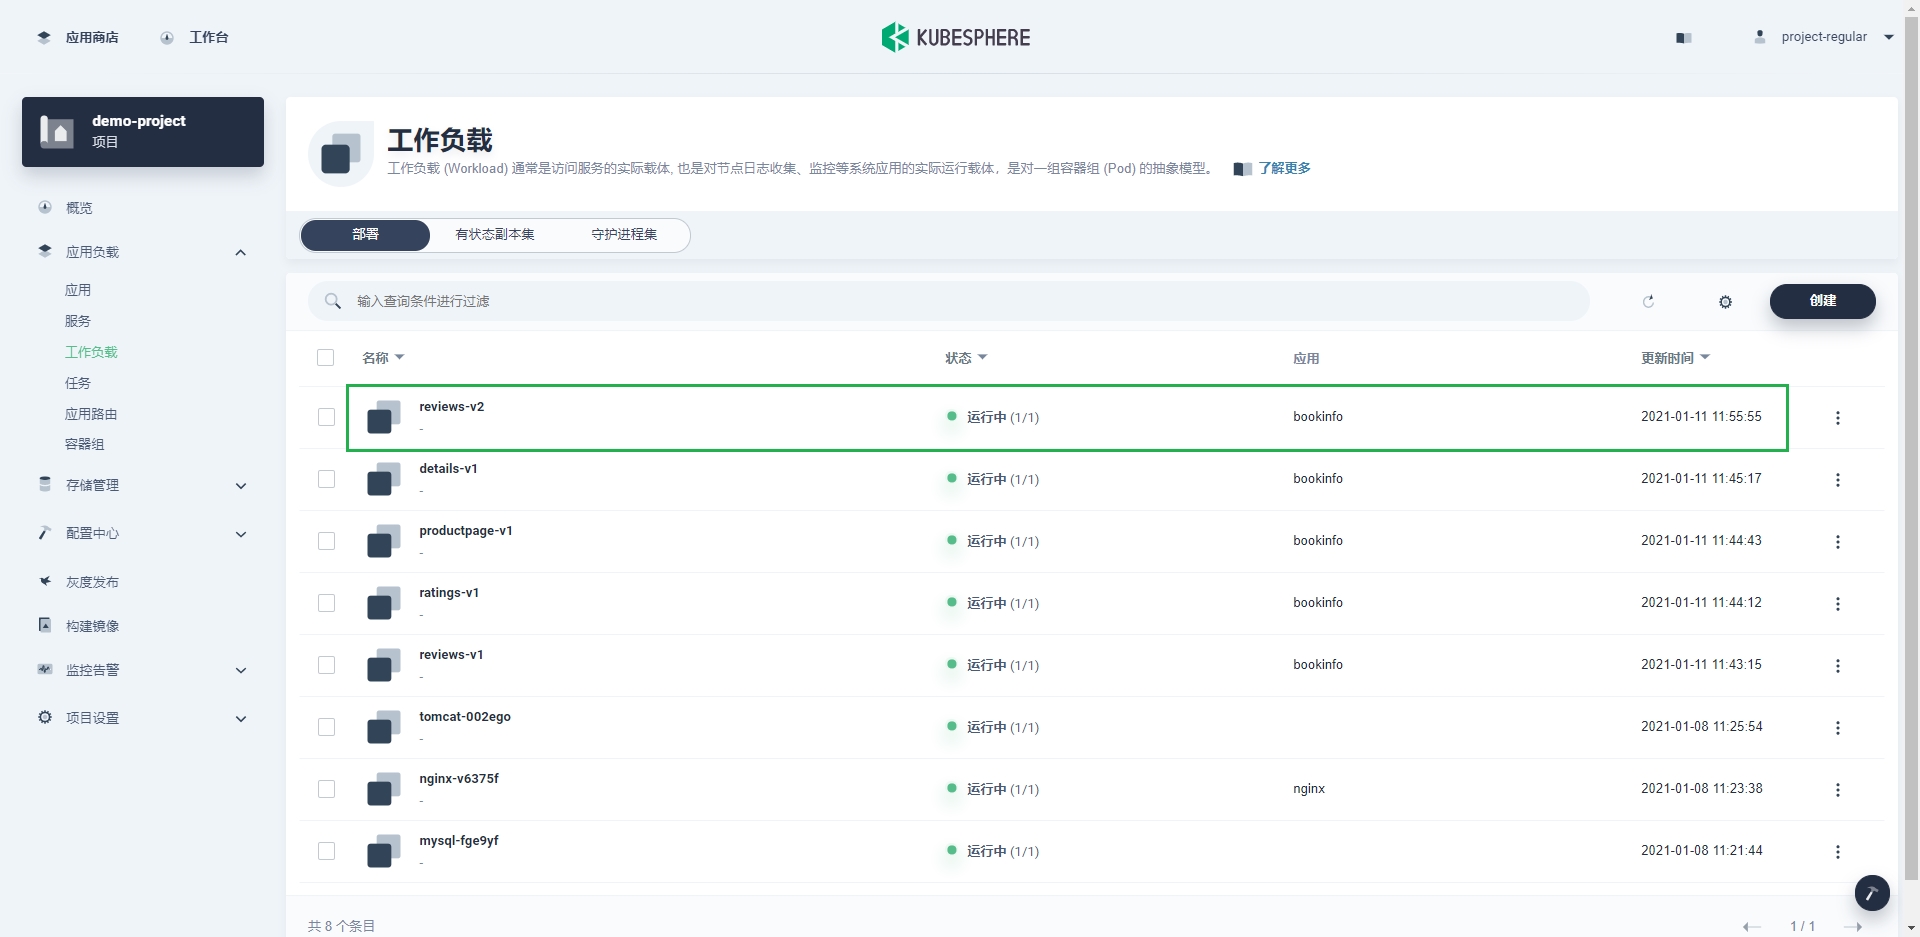 应用商店
工作台
KUBESPHERE
project-regular
demo-project
项目
概览
应用负载
应用
服务
工作负载
任务
应用路由
容器组
存储管理
配置中心
灰度发布
构建镜像
监控告警
项目设置
工作负载
工作负载 (Workload) 通常是访问服务的实际载体, 也是对节点日志收集、监控等系统应用的实际运行载体，是对一组容器组 (Pod) 的抽象模型。 了解更多
部署 有状态副本集 守护进程集
输入查询条件进行过滤
创建
名称 状态 应用 更新时间
reviews-v2
-
运行中 (1/1) bookinfo 2021-01-11 11:55:55
details-v1
-
运行中 (1/1) bookinfo 2021-01-11 11:45:17
productpage-v1
-
运行中 (1/1) bookinfo 2021-01-11 11:44:43
ratings-v1
-
运行中 (1/1) bookinfo 2021-01-11 11:44:12
reviews-v1
-
运行中 (1/1) bookinfo 2021-01-11 11:43:15
tomcat-002ego
-
运行中 (1/1) 2021-01-08 11:25:54
nginx-v6375f
-
运行中 (1/1) nginx 2021-01-08 11:23:38
mysql-fge9yf
-
运行中 (1/1) 2021-01-08 11:21:44
共 8 个条目
1 / 1